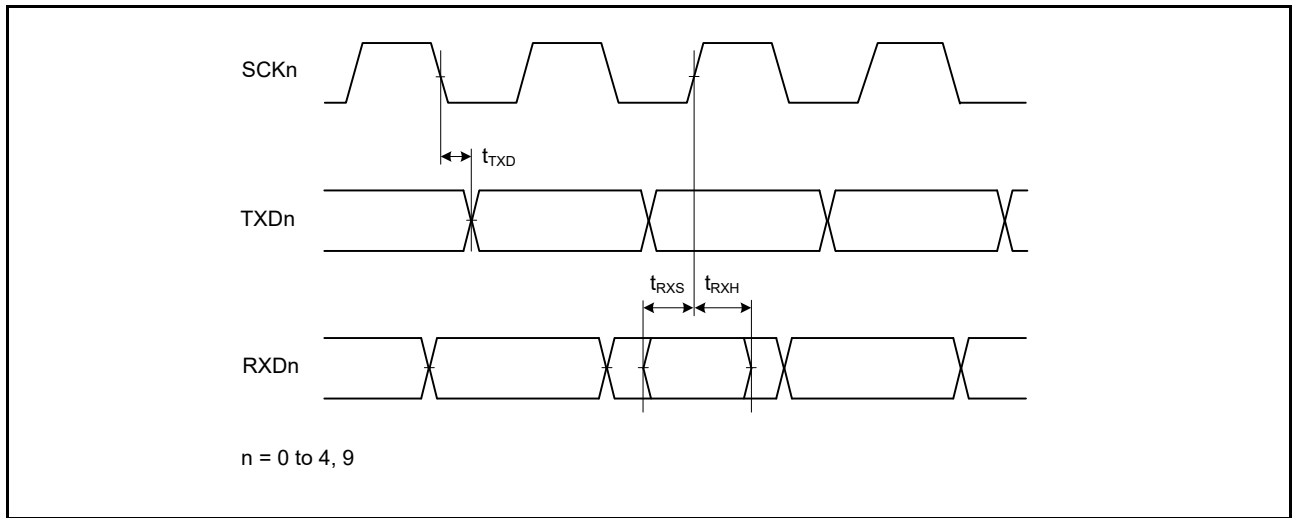 SCKn
tTXD
TXDn
tRXS tRXH
RXDn
n = 0 to 4, 9